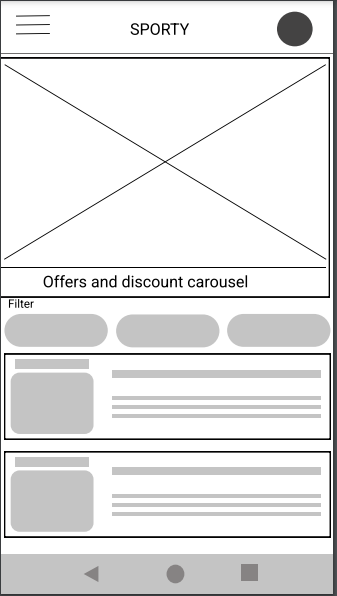 SPORTY
Offers and discount carousel
Filter